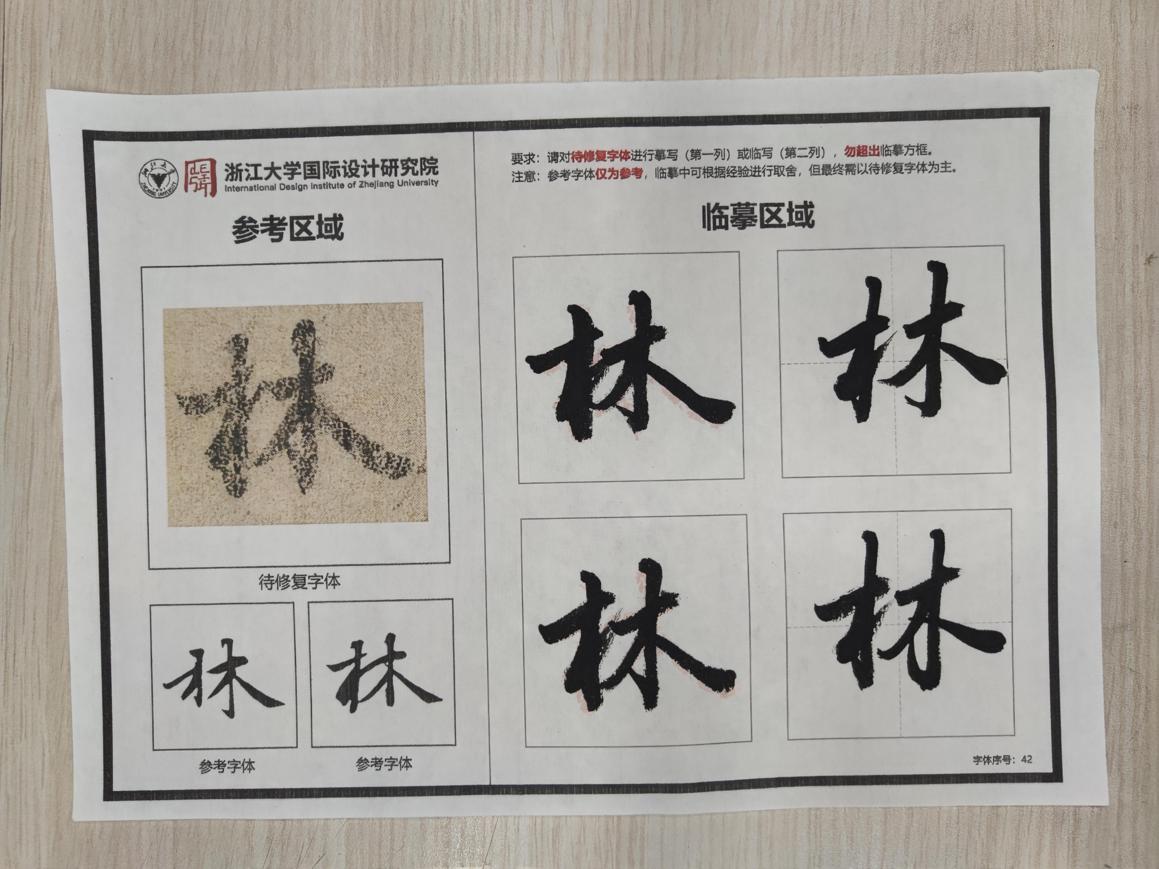 浙江大学国际设计研究院
International Design Institute of Zhejiang University
参考区域
林
待修复字体
林
林
参考字体
参考字体
要求：请对待修复字体进行摹写（第一列）或临写（第二列），勿超出临摹方框。
注意：参考字体仅为参考，临摹中可根据经验进行取舍，但最终需以待修复字体为主。
临摹区域
林
林
林
林
字体序号：42